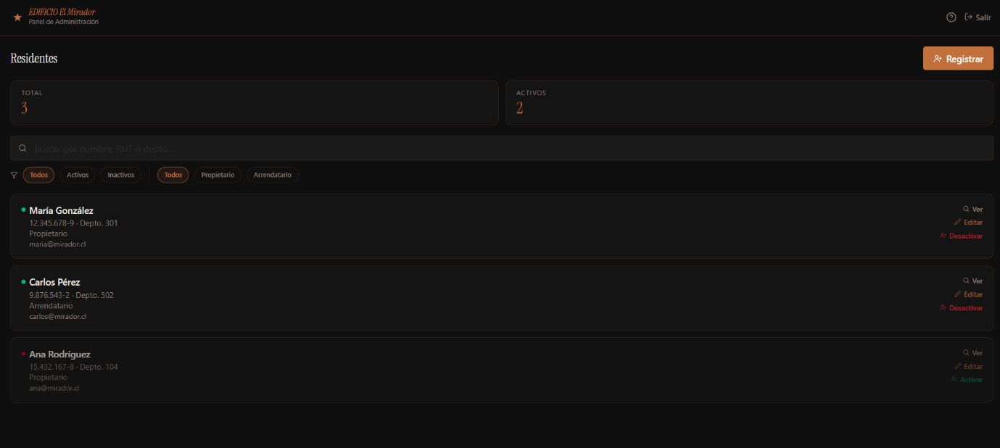 EDIFICIO El Mirador
Panel de Administración
Salir
Residentes
Registrar
TOTAL
3
ACTIVOS
2
Buscar por nombre, RUT o depto...
Todos Activos Inactivos Todos Propietario Arrendatario
María González
12.345.678-9 · Depto. 301
Propietario
maria@mirador.cl
Ver
Editar
Desactivar
Carlos Pérez
9.876.543-2 · Depto. 502
Arrendatario
carlos@mirador.cl
Ver
Editar
Desactivar
Ana Rodríguez
15.432.167-8 · Depto. 104
Propietario
ana@mirador.cl
Ver
Editar
Activar